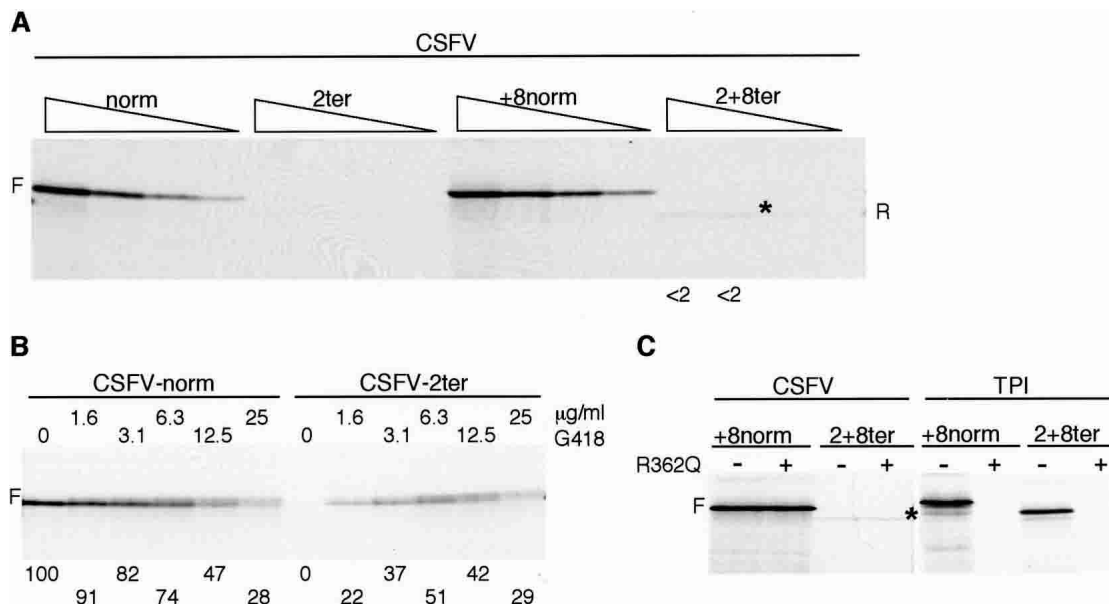 A
CSFV
norm 2ter +8norm 2+8ter
F
*
R
<2 <2
B
CSFV-norm CSFV-2ter
1.6 6.3 25 1.6 6.3 25 µg/ml
0 3.1 12.5 0 3.1 12.5 G418
F
100 82 47 0 37 42
91 74 28 22 51 29
C
CSFV TPI
+8norm 2+8ter +8norm 2+8ter
R362Q - + - + - + - +
F
*